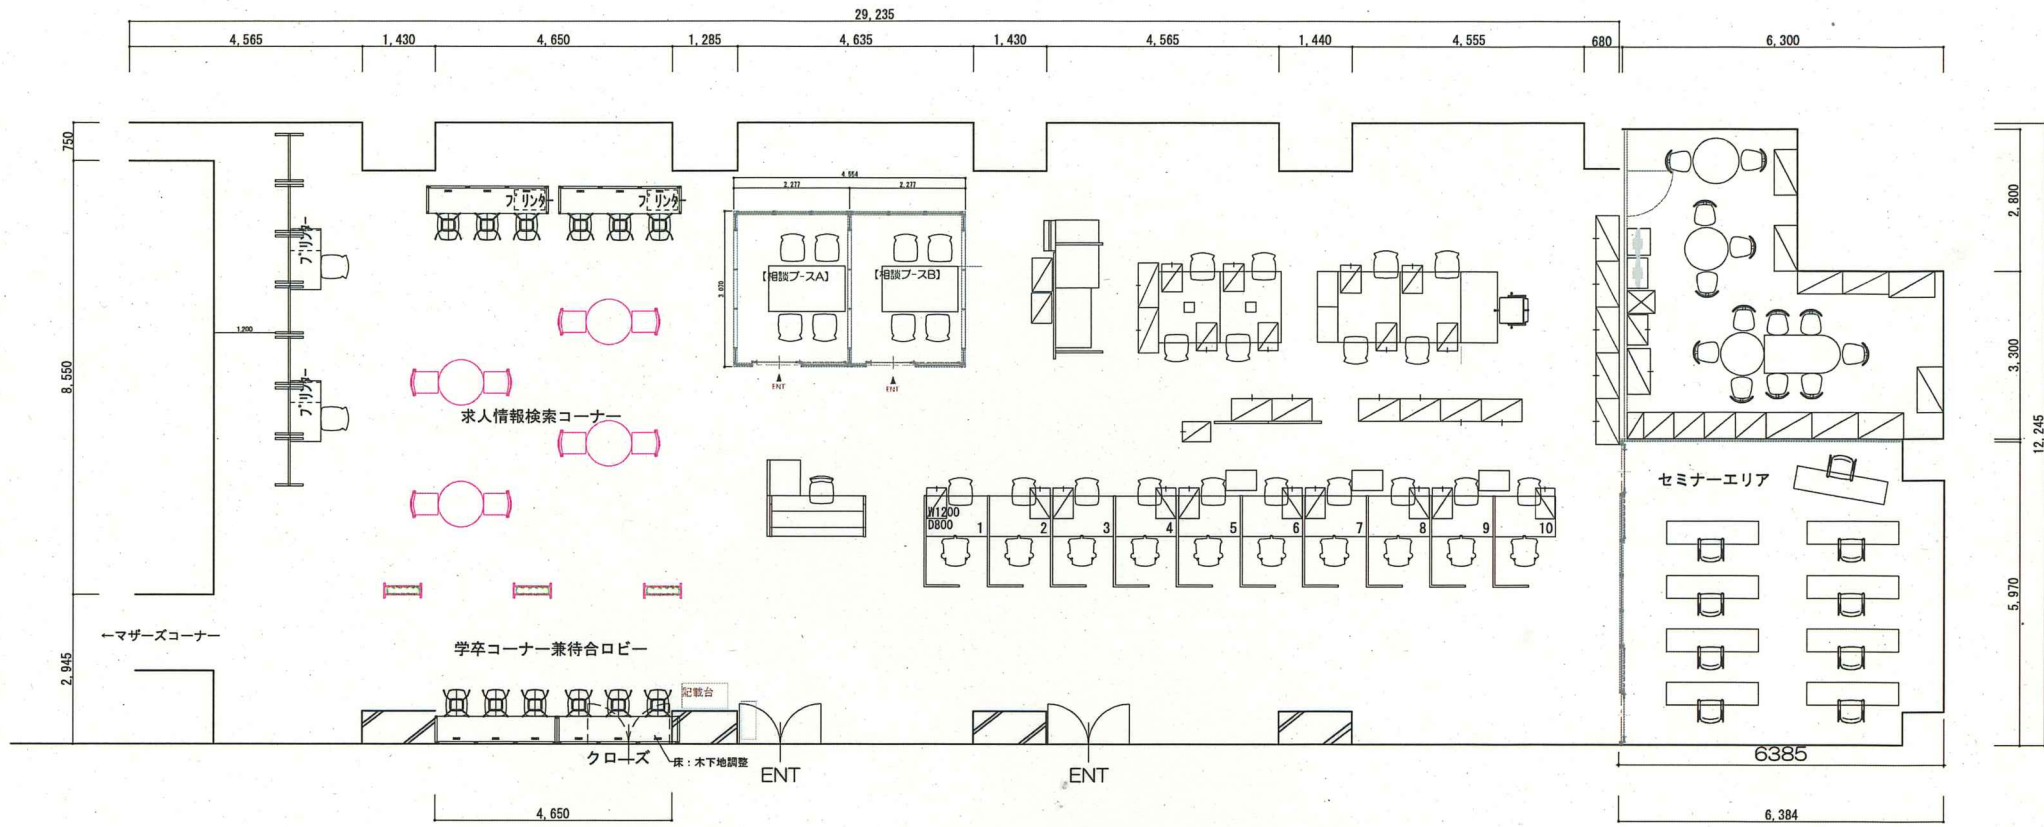 29,235
4,565
1,430
4,650
1,285
4,635
1,430
4,565
1,440
4,555
680
6,300
750
8,550
2,945
プリンター
プリンター
1,200
プリンタ
プリンタ
4,554
2,277
2,277
3,070
【相談ブースA】
【相談ブースB】
ENT
ENT
求人情報検索コーナー
W1200
D800
1
2
3
4
5
6
7
8
9
10
セミナーエリア
2,800
3,300
12,245
5,970
←マザーズコーナー
学卒コーナー兼待合ロビー
記載台
クローズ
床:木下地調整
ENT
ENT
6385
4,650
6,384